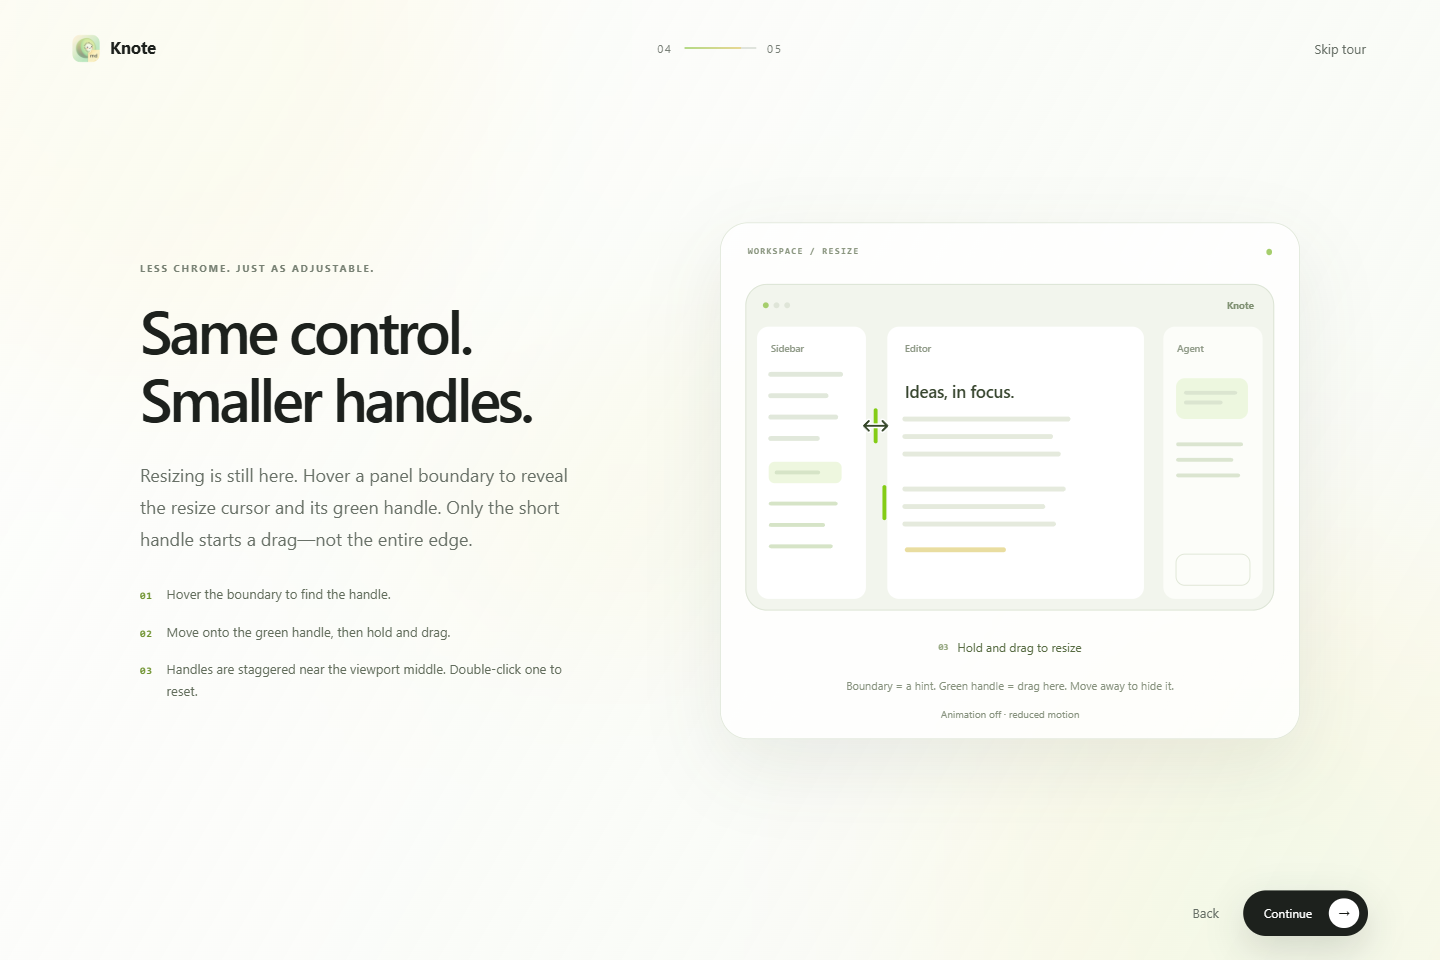 Knote
04 05
Skip tour
LESS CHROME. JUST AS ADJUSTABLE.
Same control.
Smaller handles.
Resizing is still here. Hover a panel boundary to reveal
the resize cursor and its green handle. Only the short
handle starts a drag—not the entire edge.
01 Hover the boundary to find the handle.
02 Move onto the green handle, then hold and drag.
03 Handles are staggered near the viewport middle. Double-click one to
reset.
WORKSPACE / RESIZE
Knote
Sidebar
Editor
Agent
Ideas, in focus.
03 Hold and drag to resize
Boundary = a hint. Green handle = drag here. Move away to hide it.
Animation off · reduced motion
Back
Continue →